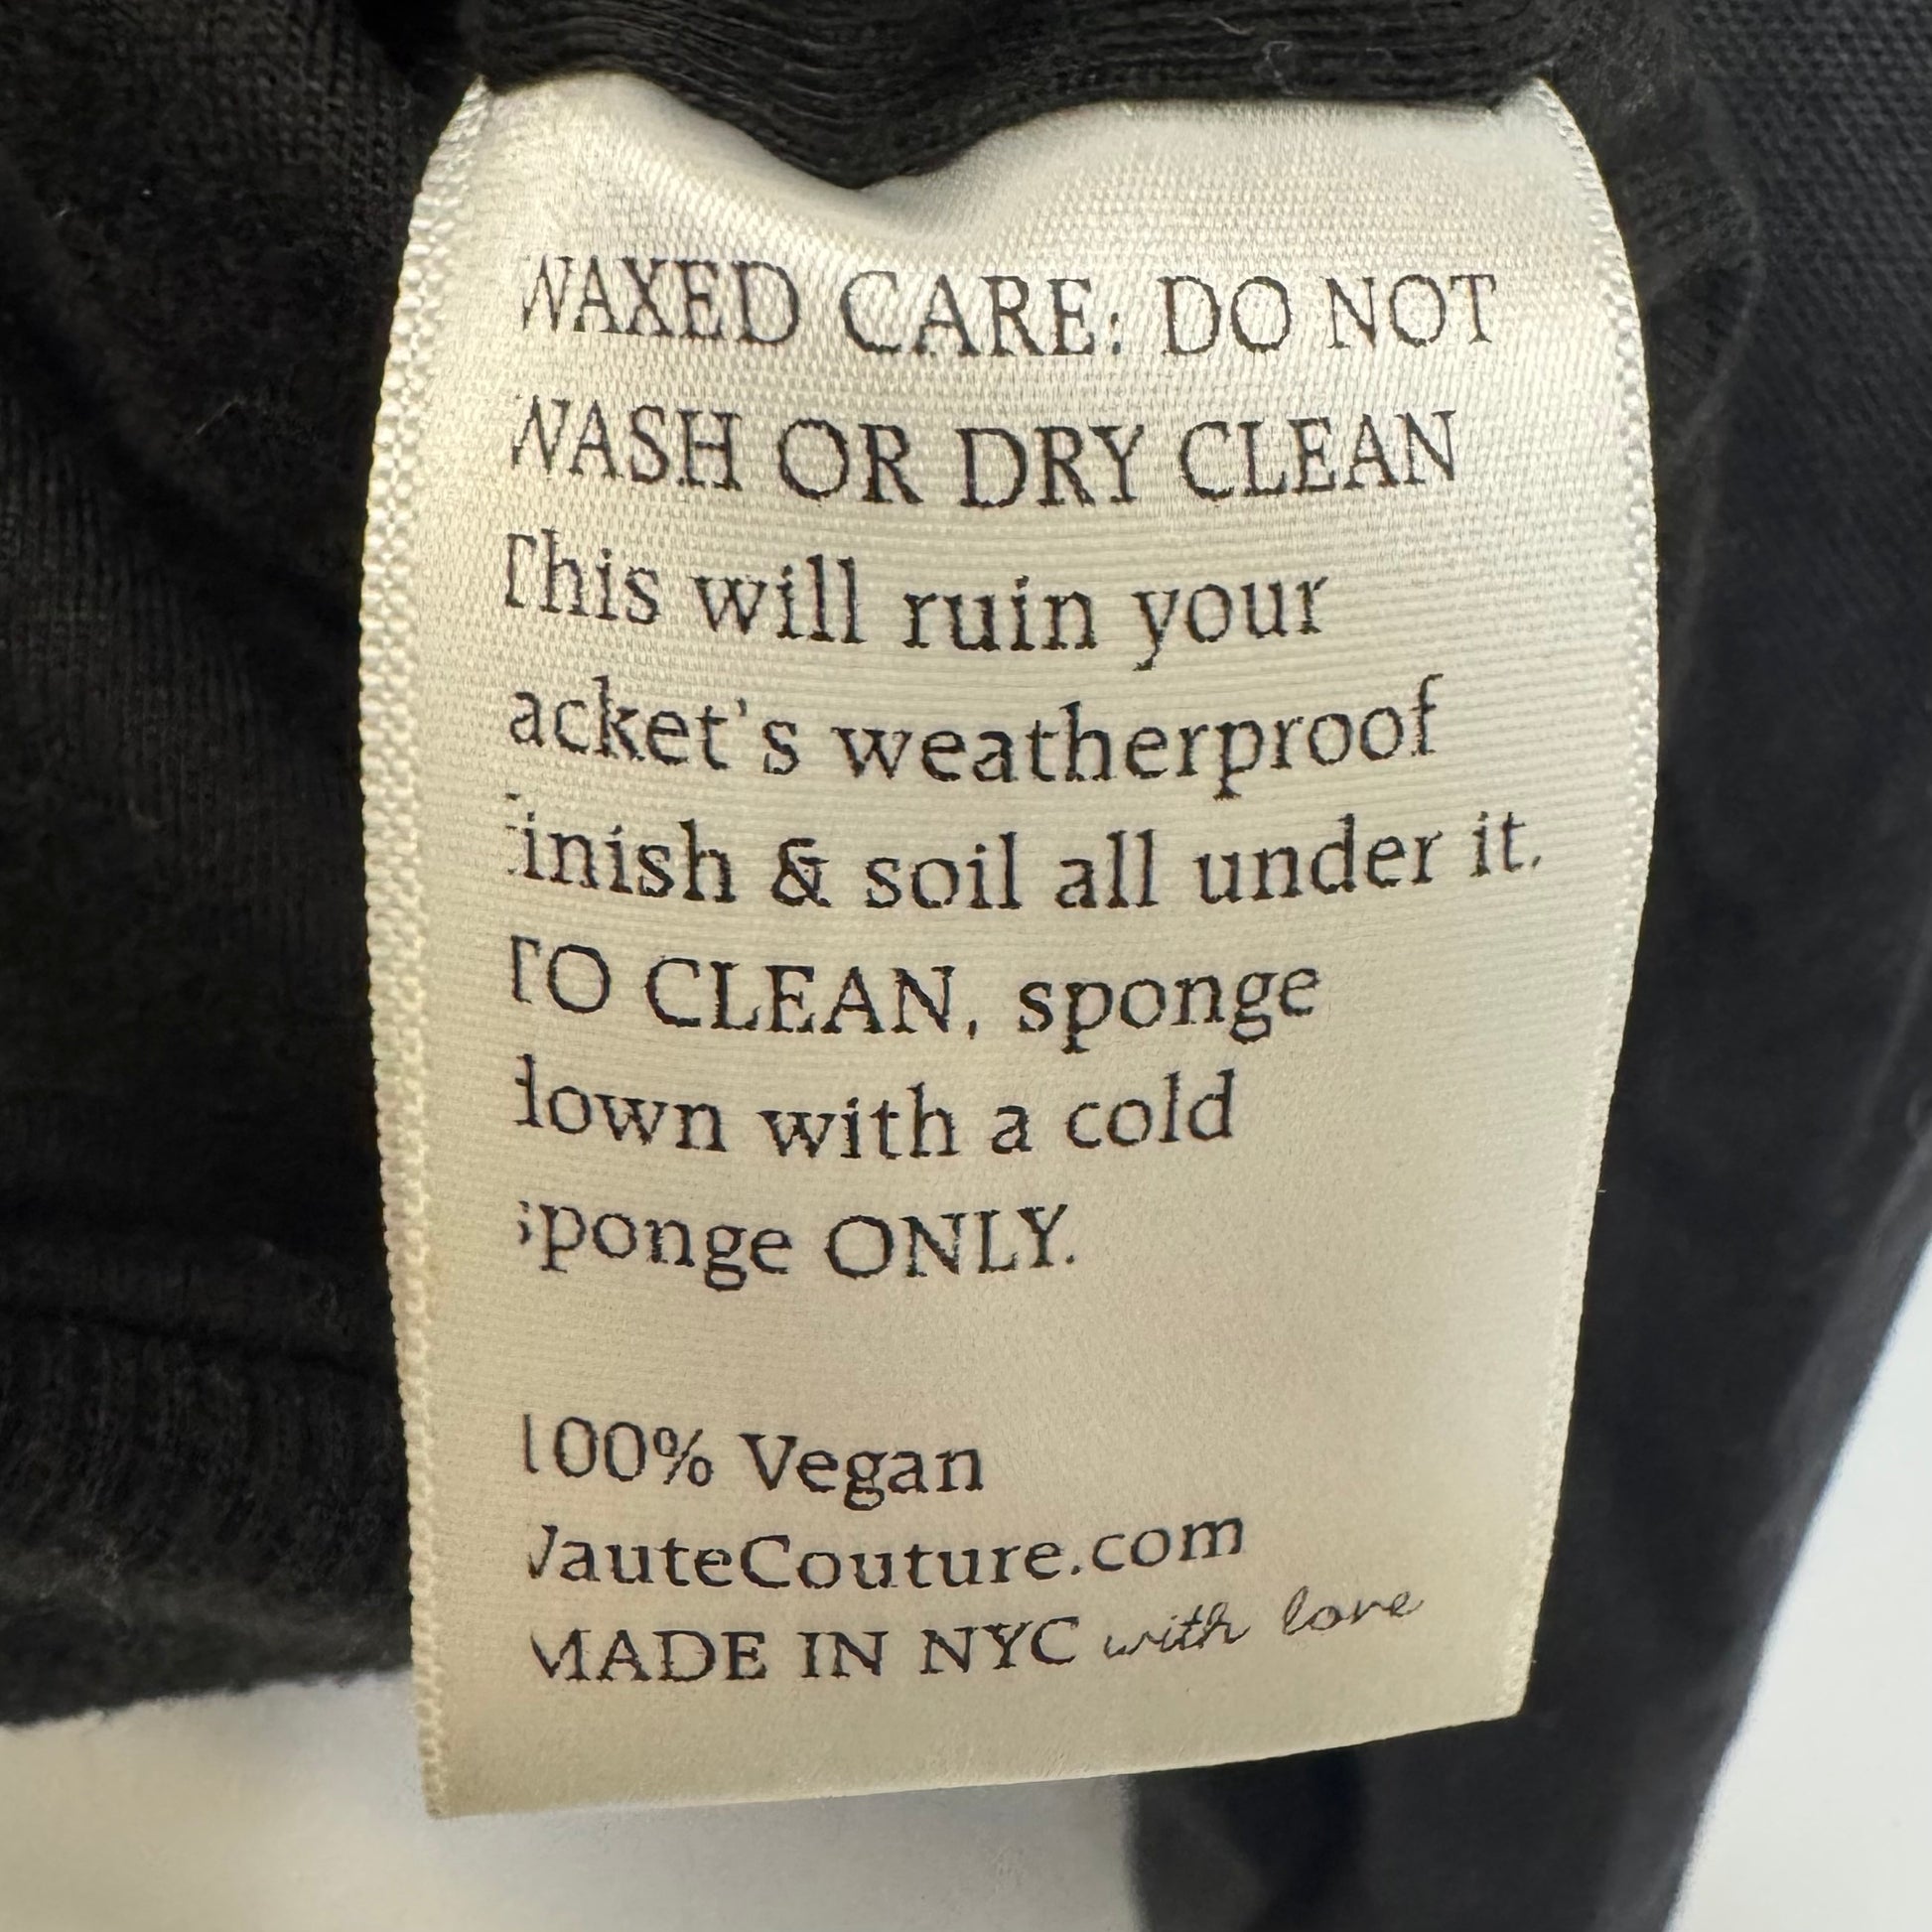 WAXED CARE: DO NOT
WASH OR DRY CLEAN
This will ruin your
acket's weatherproof
finish & soil all under it.
TO CLEAN, sponge
down with a cold
sponge ONLY.
100% Vegan
VauteCouture.com
MADE IN NYC with love